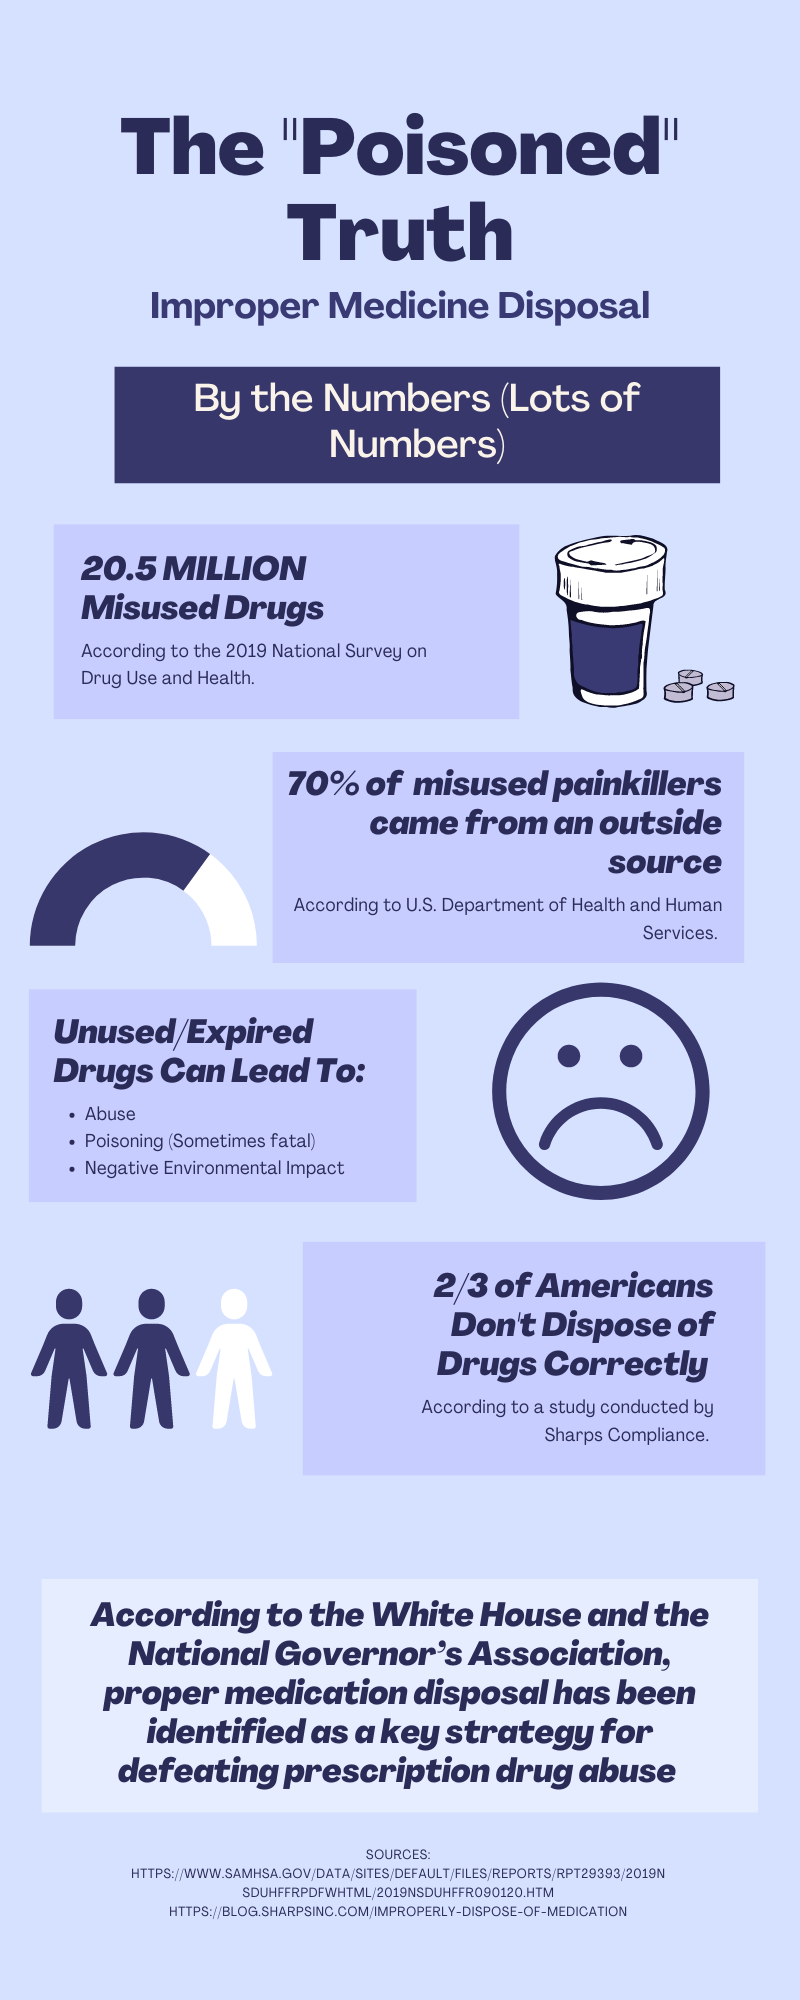 The "Poisoned"
Truth
Improper Medicine Disposal
By the Numbers (Lots of
Numbers)
20.5 MILLION
Misused Drugs
According to the 2019 National Survey on
Drug Use and Health.
70% of misused painkillers
came from an outside
source
According to U.S. Department of Health and Human
Services.
Unused/Expired
Drugs Can Lead To:
• Abuse
• Poisoning (Sometimes fatal)
• Negative Environmental Impact
2/3 of Americans
Don't Dispose of
Drugs Correctly
According to a study conducted by
Sharps Compliance.
According to the White House and the
National Governor’s Association,
proper medication disposal has been
identified as a key strategy for
defeating prescription drug abuse
SOURCES:
HTTPS://WWW.SAMHSA.GOV/DATA/SITES/DEFAULT/FILES/REPORTS/RPT29393/2019N
SDUHFFRPDFWHTML/2019NSDUHFFR090120.HTM
HTTPS://BLOG.SHARPSINC.COM/IMPROPERLY-DISPOSE-OF-MEDICATION